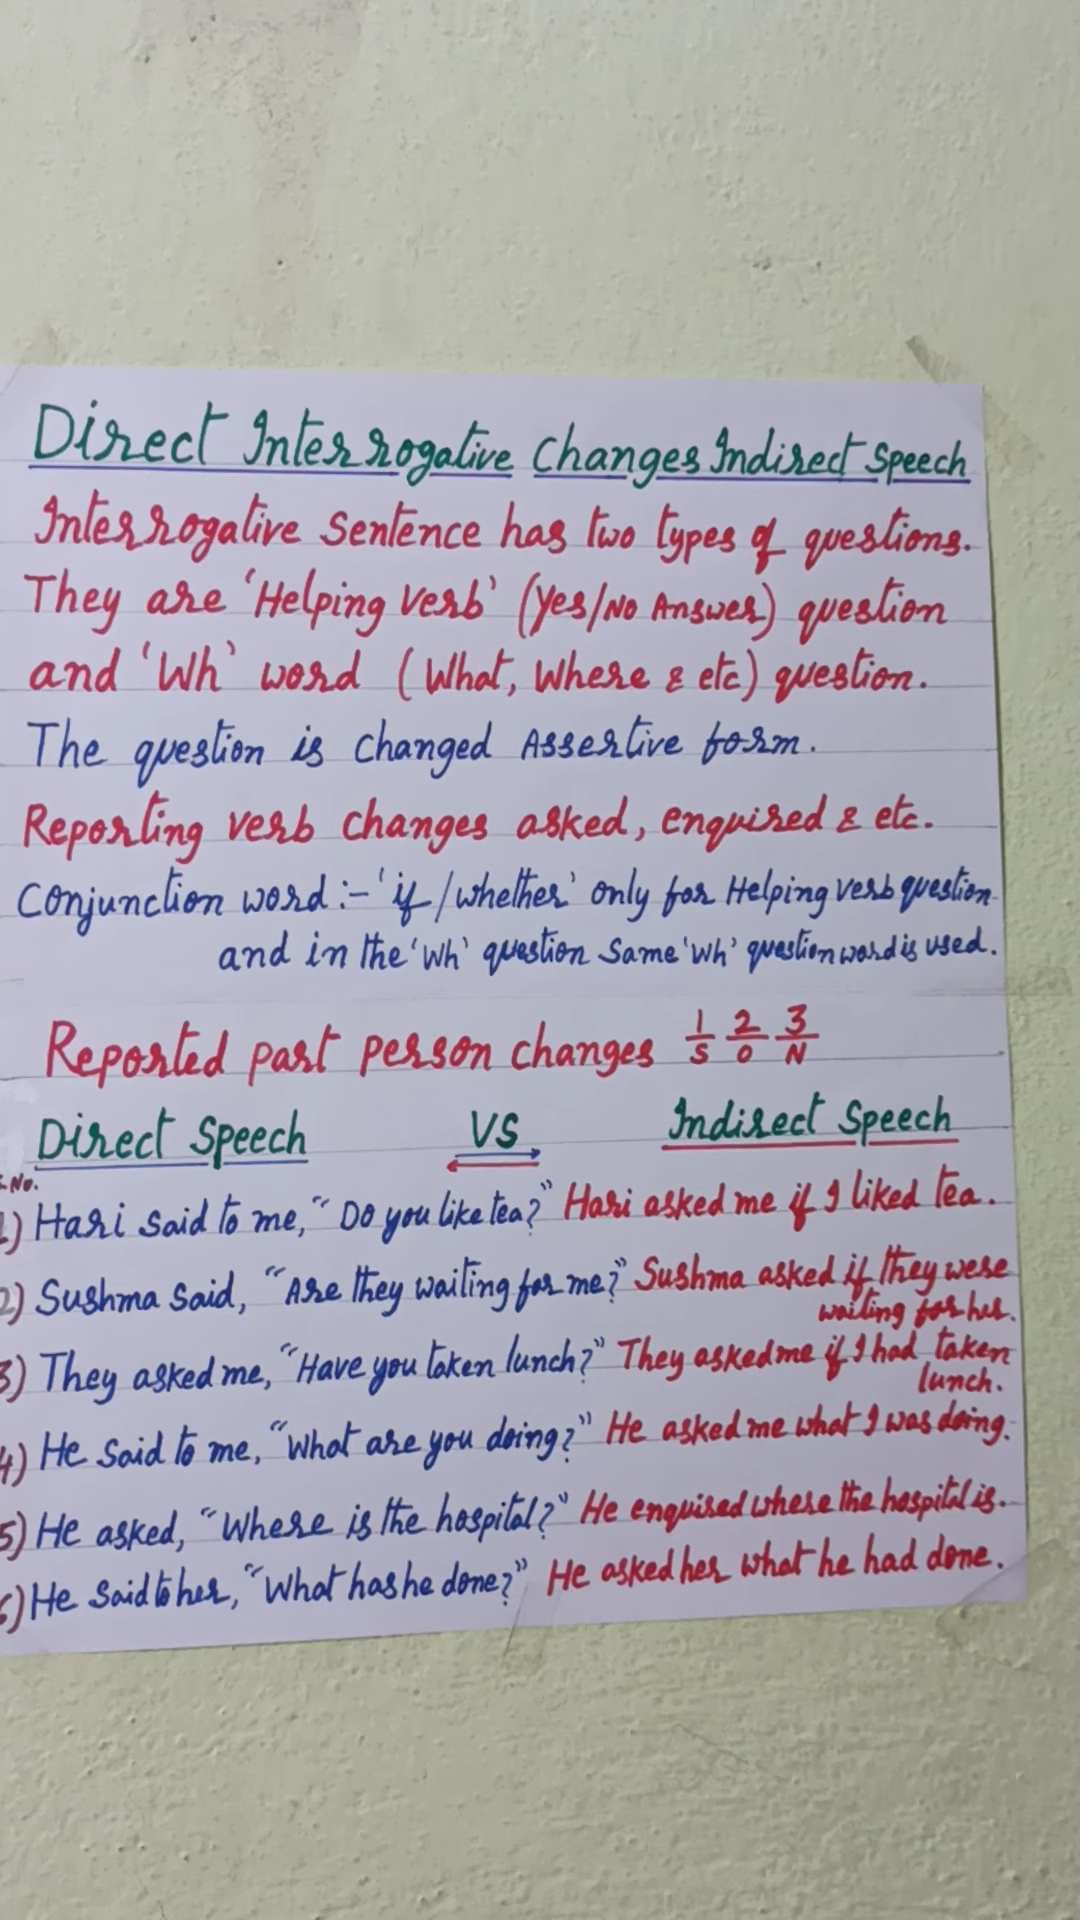 Direct Interrogative Changes Indirect Speech
Interrogative Sentence has two types of questions.
They are 'Helping verb' (Yes/No Answer) question
and 'Wh' word (What, Where & etc) question.
The question is changed Assertive form.
Reporting verb changes asked, enquired & etc.
Conjunction word :- 'if/whether' only for Helping verb question
and in the 'Wh' question Same 'Wh' question word is used.
Reported part person changes 1/S 2/O 3/N
Direct Speech VS Indirect Speech
S.No.
1) Hari said to me, "Do you like tea?" Hari asked me if I liked tea.
2) Sushma said, "Are they waiting for me?" Sushma asked if they were
waiting for her.
3) They asked me, "Have you taken lunch?" They asked me if I had taken
lunch.
4) He said to me, "What are you doing?" He asked me what I was doing.
5) He asked, "Where is the hospital?" He enquired where the hospital is.
6) He said to her, "What has he done?" He asked her what he had done.